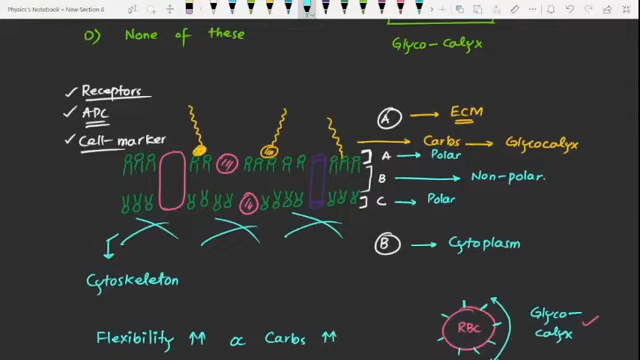 Physics's Notebook » New Section 6
D) None of these
Glyco-Calyx
✓ Receptors
✓ APC
✓ Cell-marker
A → ECM
Carbs → Glycocalyx
A → Polar
B → Non-polar.
C → Polar
B → Cytoplasm
Cytoskeleton
Flexibility ↑↑ ∝ Carbs ↑↑
RBC
Glyco-
calyx ✓